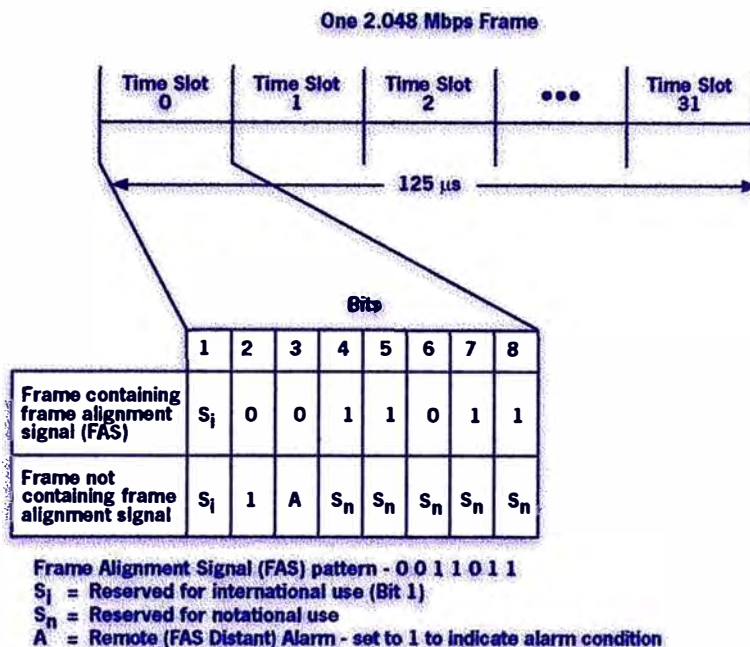 One 2.048 Mbps Frame
Time Slot 0
Time Slot 1
Time Slot 2
•••
Time Slot 31
125 µs
Bits
1 2 3 4 5 6 7 8
Frame containing frame alignment signal (FAS) Si 0 0 1 1 0 1 1
Frame not containing frame alignment signal Si 1 A Sn Sn Sn Sn Sn
Frame Alignment Signal (FAS) pattern - 0 0 1 1 0 1 1
Si = Reserved for international use (Bit 1)
Sn = Reserved for notational use
A = Remote (FAS Distant) Alarm - set to 1 to indicate alarm condition